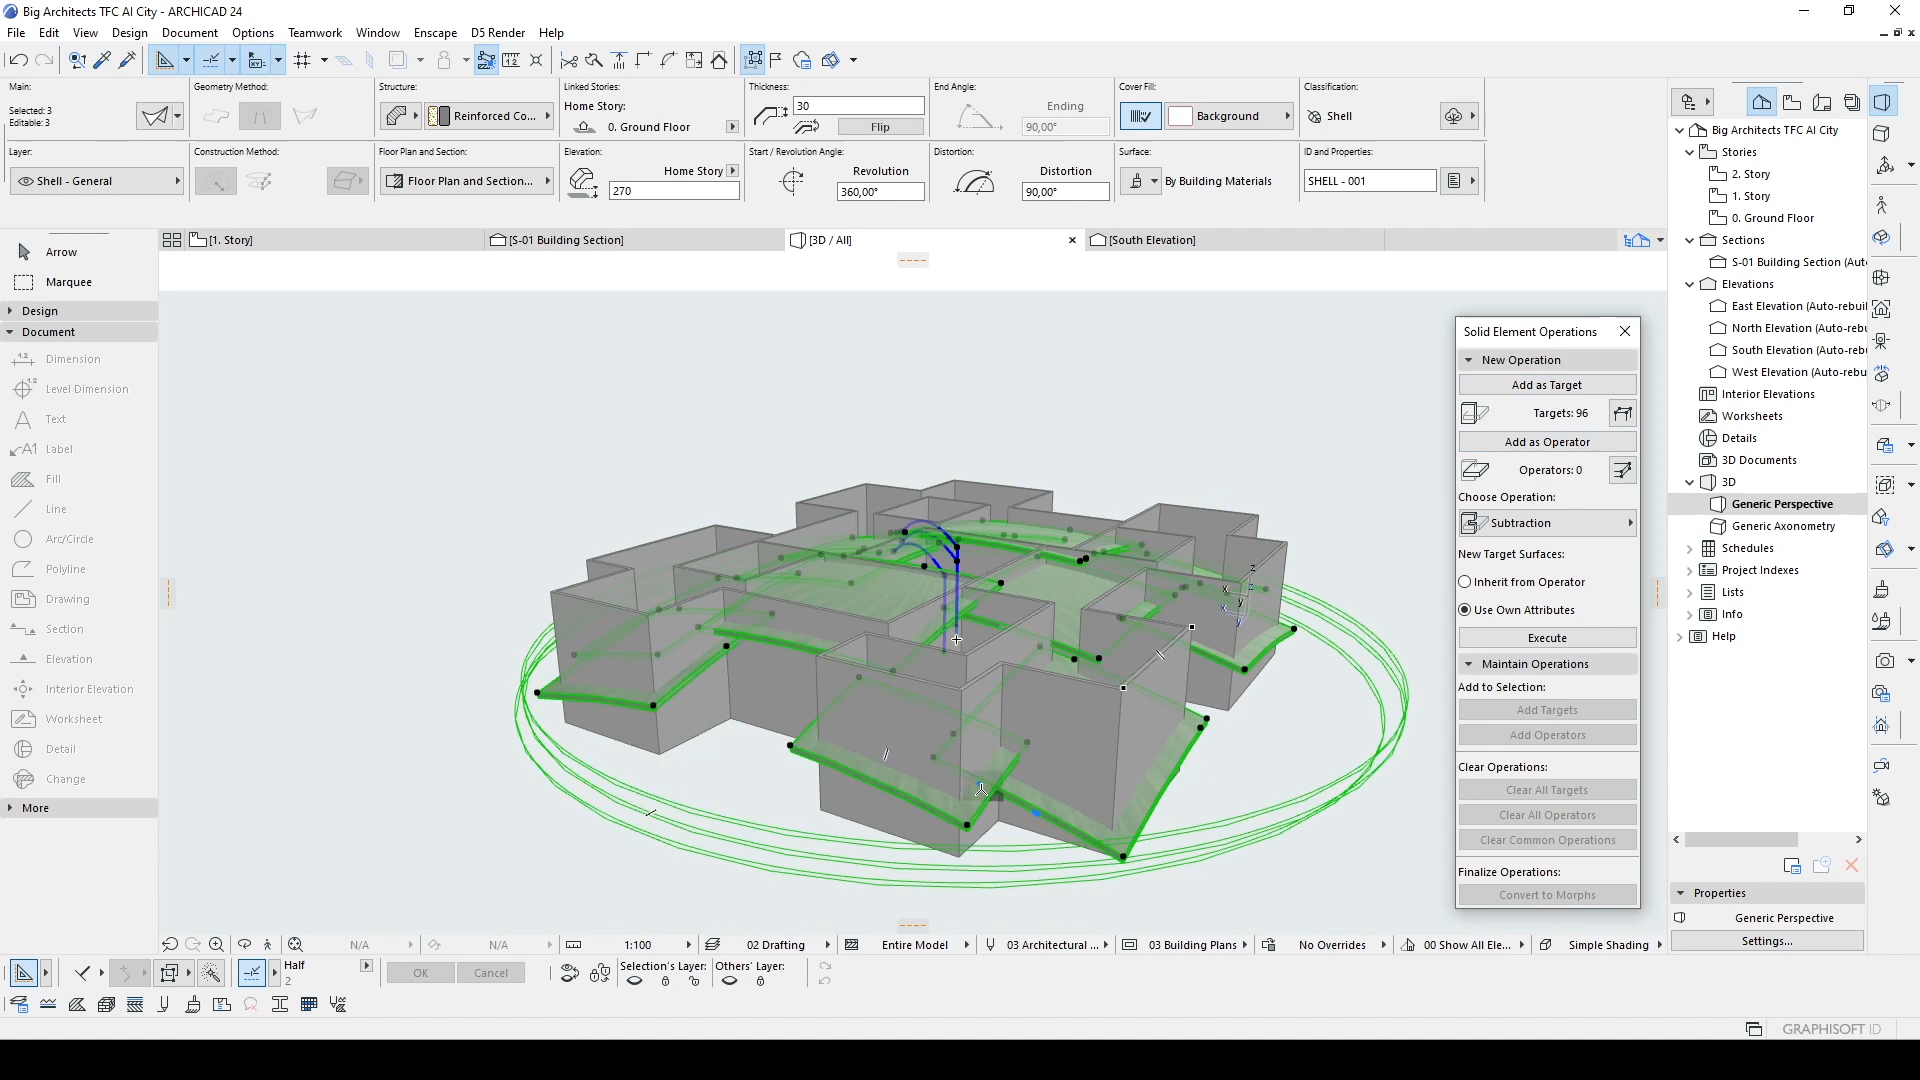 Big Architects TFC AI City - ARCHICAD 24
File Edit View Design Document Options Teamwork Window Enscape D5 Render Help
Main: Geometry Method: Structure: Linked Stories: Thickness: End Angle: Cover Fill: Classification:
Selected: 3
Editable: 3
Reinforced Co...
Home Story:
0. Ground Floor
30
Flip
Ending
90,00°
Background
Shell
Layer: Construction Method: Floor Plan and Section: Elevation: Start / Revolution Angle: Distortion: Surface: ID and Properties:
Shell - General
Floor Plan and Section...
Home Story
270
Revolution
360,00°
Distortion
90,00°
By Building Materials
SHELL - 001
[1. Story] [S-01 Building Section] [3D / All] [South Elevation]
Arrow
Marquee
Design
Document
Dimension
Level Dimension
Text
Label
Fill
Line
Arc/Circle
Polyline
Drawing
Section
Elevation
Interior Elevation
Worksheet
Detail
Change
More
x
y
z
x
y
z
Solid Element Operations
New Operation
Add as Target
Targets: 96
Add as Operator
Operators: 0
Choose Operation:
Subtraction
New Target Surfaces:
Inherit from Operator
Use Own Attributes
Execute
Maintain Operations
Add to Selection:
Add Targets
Add Operators
Clear Operations:
Clear All Targets
Clear All Operators
Clear Common Operations
Finalize Operations:
Convert to Morphs
Big Architects TFC AI City
Stories
2. Story
1. Story
0. Ground Floor
Sections
S-01 Building Section (Aut
Elevations
East Elevation (Auto-rebuil
North Elevation (Auto-rebu
South Elevation (Auto-reb
West Elevation (Auto-rebu
Interior Elevations
Worksheets
Details
3D Documents
3D
Generic Perspective
Generic Axonometry
Schedules
Project Indexes
Lists
Info
Help
Properties
Generic Perspective
Settings...
N/A N/A 1:100 02 Drafting Entire Model 03 Architectural ... 03 Building Plans No Overrides 00 Show All Ele... Simple Shading
Half
2
OK Cancel
Selection's Layer: Others' Layer:
GRAPHISOFT ID